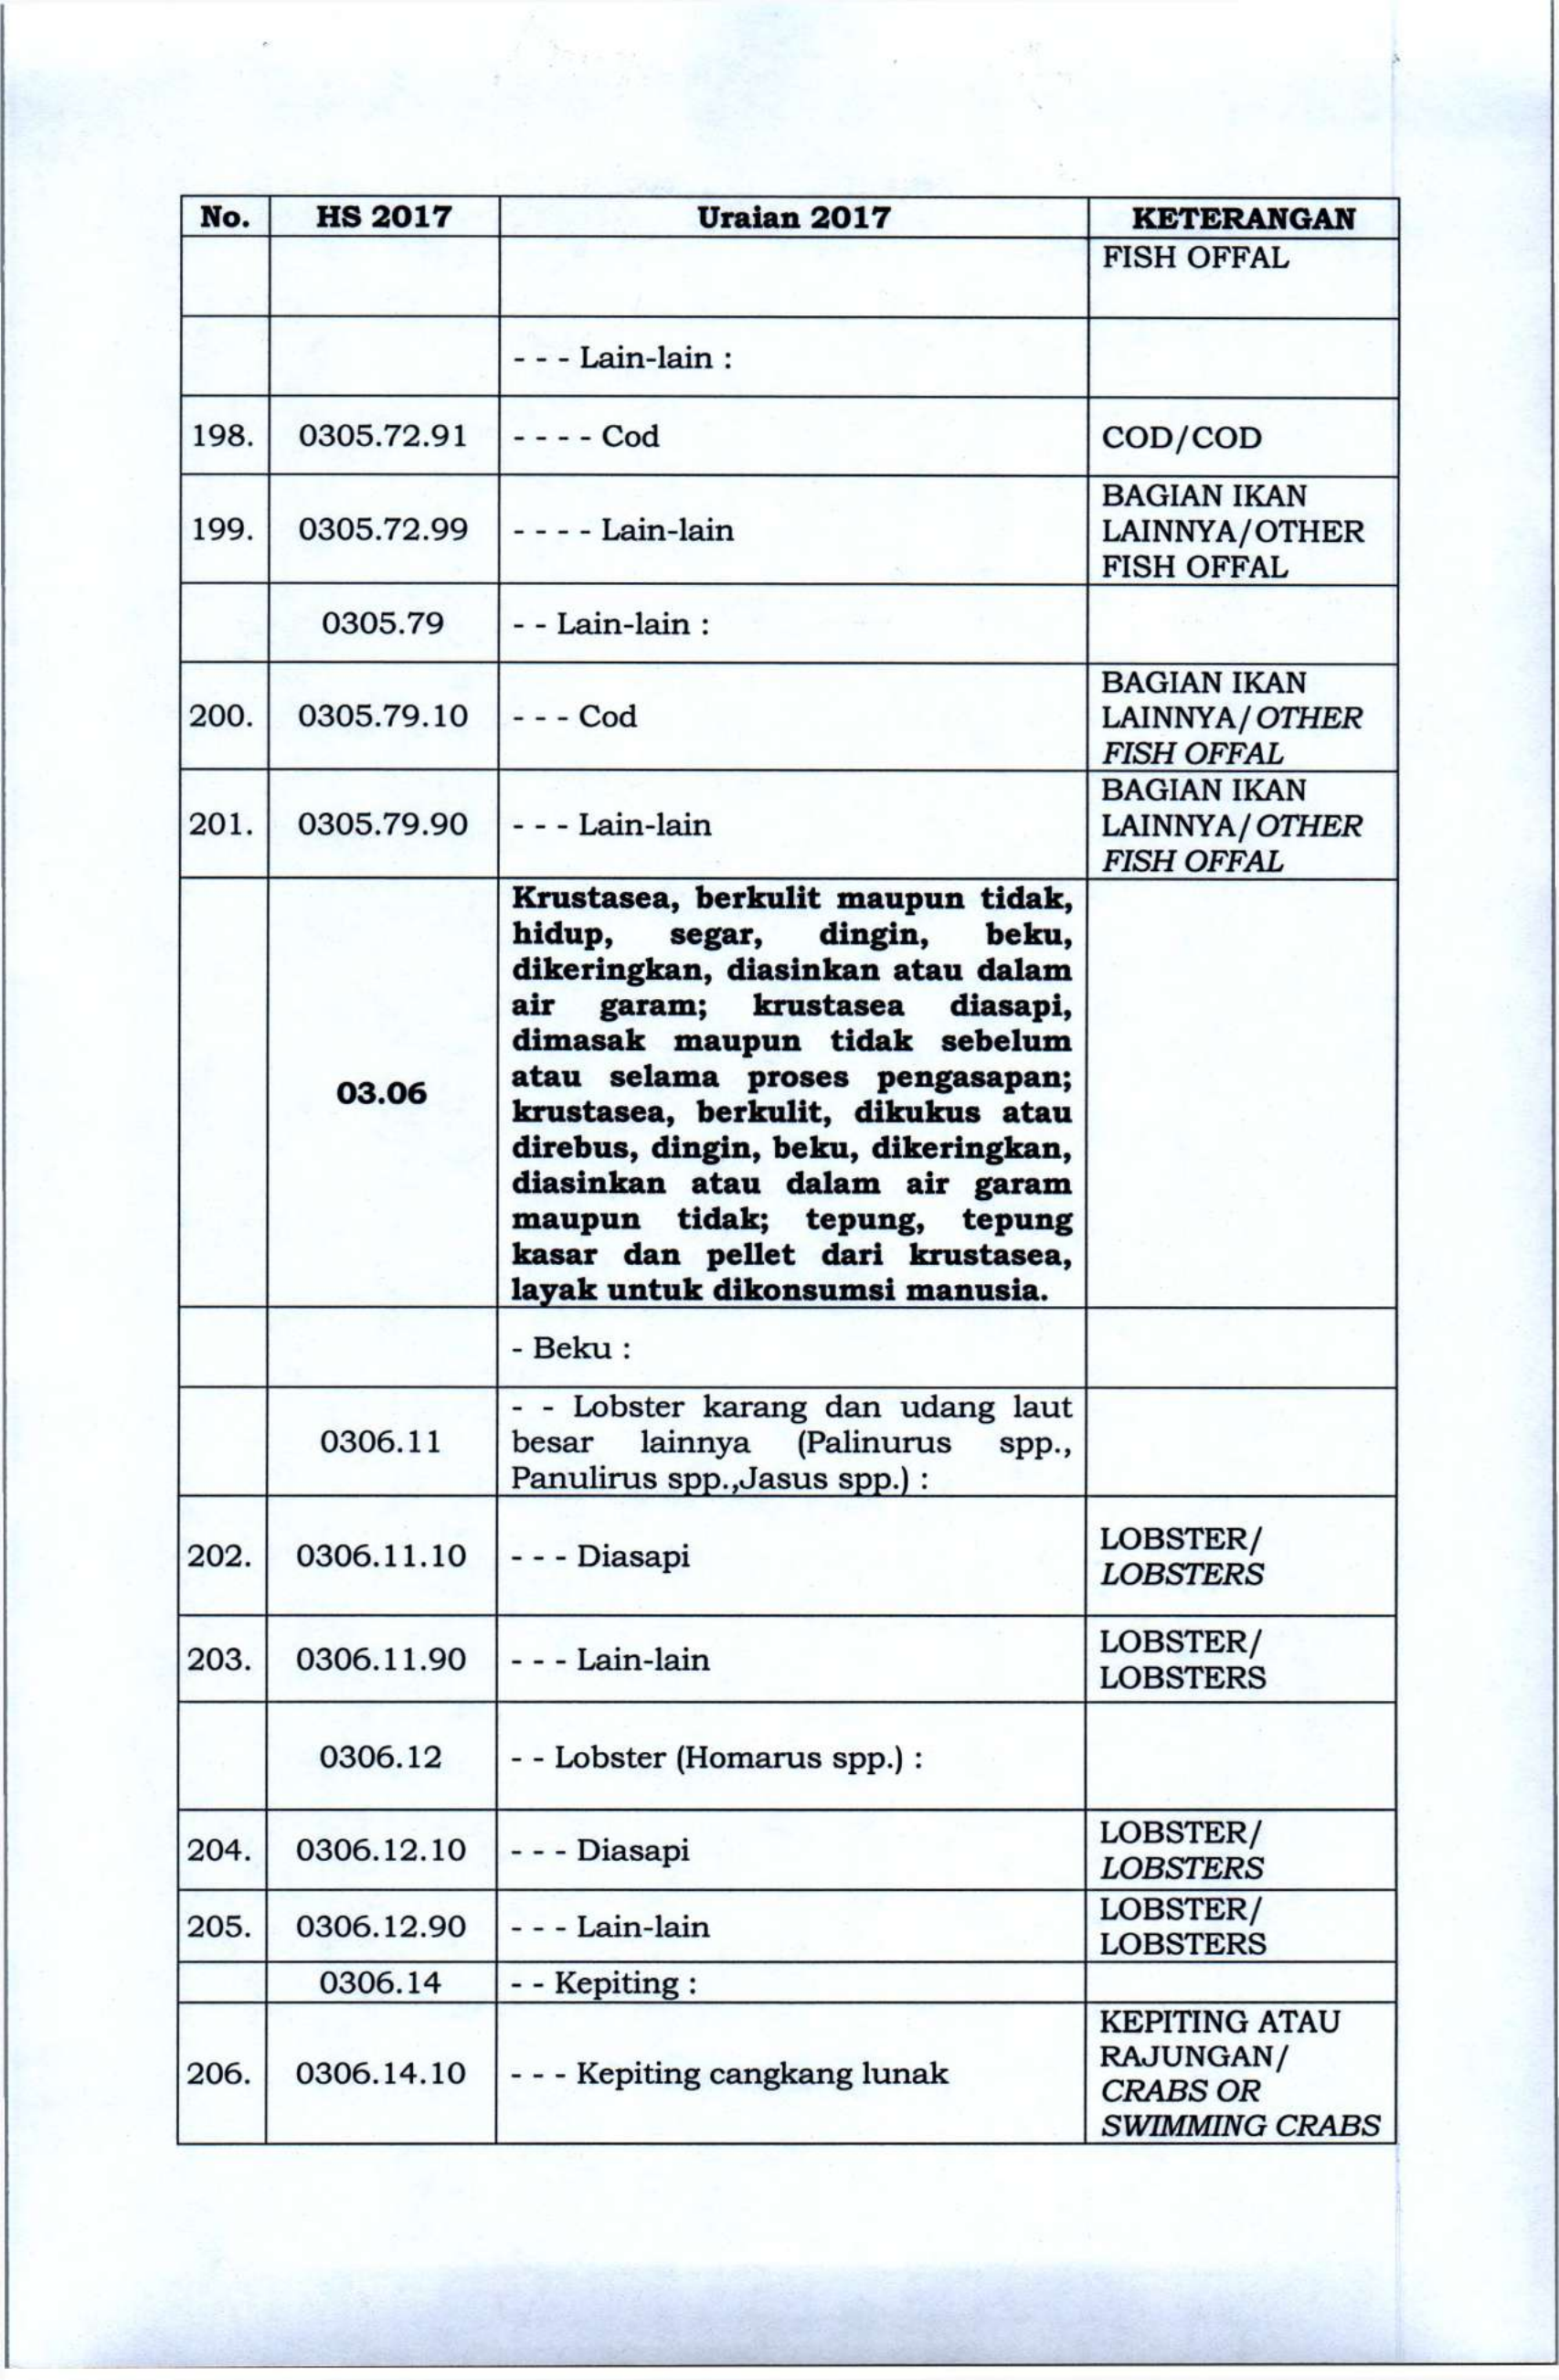 No. HS 2017 Uraian 2017 KETERANGAN
FISH OFFAL
- - - Lain-lain :
198. 0305.72.91 - - - - Cod COD/COD
199. 0305.72.99 - - - - Lain-lain BAGIAN IKAN
LAINNYA/OTHER
FISH OFFAL
0305.79 - - Lain-lain :
200. 0305.79.10 - - - Cod BAGIAN IKAN
LAINNYA/OTHER
FISH OFFAL
201. 0305.79.90 - - - Lain-lain BAGIAN IKAN
LAINNYA/OTHER
FISH OFFAL
03.06
Krustasea, berkulit maupun tidak,
hidup, segar, dingin, beku,
dikeringkan, diasinkan atau dalam
air garam; krustasea diasapi,
dimasak maupun tidak sebelum
atau selama proses pengasapan;
krustasea, berkulit, dikukus atau
direbus, dingin, beku, dikeringkan,
diasinkan atau dalam air garam
maupun tidak; tepung, tepung
kasar dan pellet dari krustasea,
layak untuk dikonsumsi manusia.
- Beku :
0306.11 - - Lobster karang dan udang laut
besar lainnya (Palinurus spp.,
Panulirus spp.,Jasus spp.) :
202. 0306.11.10 - - - Diasapi LOBSTER/
LOBSTERS
203. 0306.11.90 - - - Lain-lain LOBSTER/
LOBSTERS
0306.12 - - Lobster (Homarus spp.) :
204. 0306.12.10 - - - Diasapi LOBSTER/
LOBSTERS
205. 0306.12.90 - - - Lain-lain LOBSTER/
LOBSTERS
0306.14 - - Kepiting :
206. 0306.14.10 - - - Kepiting cangkang lunak KEPITING ATAU
RAJUNGAN/
CRABS OR
SWIMMING CRABS